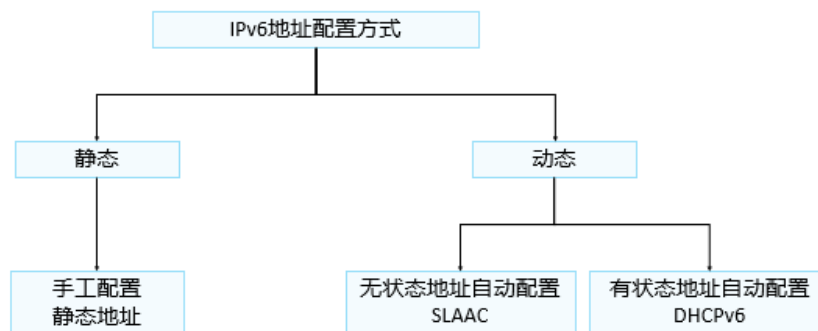 IPv6地址配置方式
静态
动态
手工配置
静态地址
无状态地址自动配置
SLAAC
有状态地址自动配置
DHCPv6